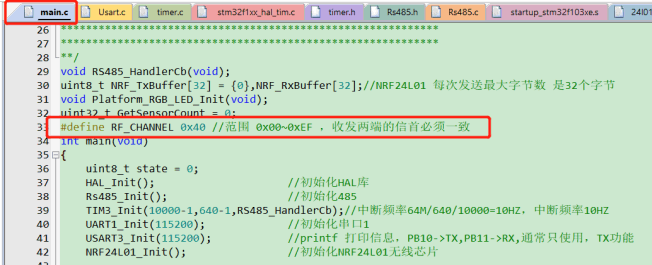 main.c Usart.c timer.c stm32f1xx_hal_tim.c timer.h Rs485.h Rs485.c startup_stm32f103xe.s 24l01
26 *********************************************************
27 *********************************************************
28 **/
29 void RS485_HandlerCb(void);
30 uint8_t NRF_TxBuffer[32] = {0},NRF_RxBuffer[32];//NRF24L01 每次发送最大字节数 是32个字节
31 void Platform_RGB_LED_Init(void);
32 uint32_t GetSensorCount = 0;
33 #define RF_CHANNEL 0x40 //范围 0x00~0xEF ，收发两端的信首必须一致
34 int main(void)
35 {
36 uint8_t state = 0;
37 HAL_Init(); //初始化HAL库
38 Rs485_Init(); //初始化485
39 TIM3_Init(10000-1,640-1,RS485_HandlerCb);//中断频率64M/640/10000=10HZ，中断频率10HZ
40 UART1_Init(115200); //初始化串口1
41 USART3_Init(115200); //printf 打印信息，PB10->TX,PB11->RX,通常只使用，TX功能
42 NRF24L01_Init(); //初始化NRF24L01无线芯片